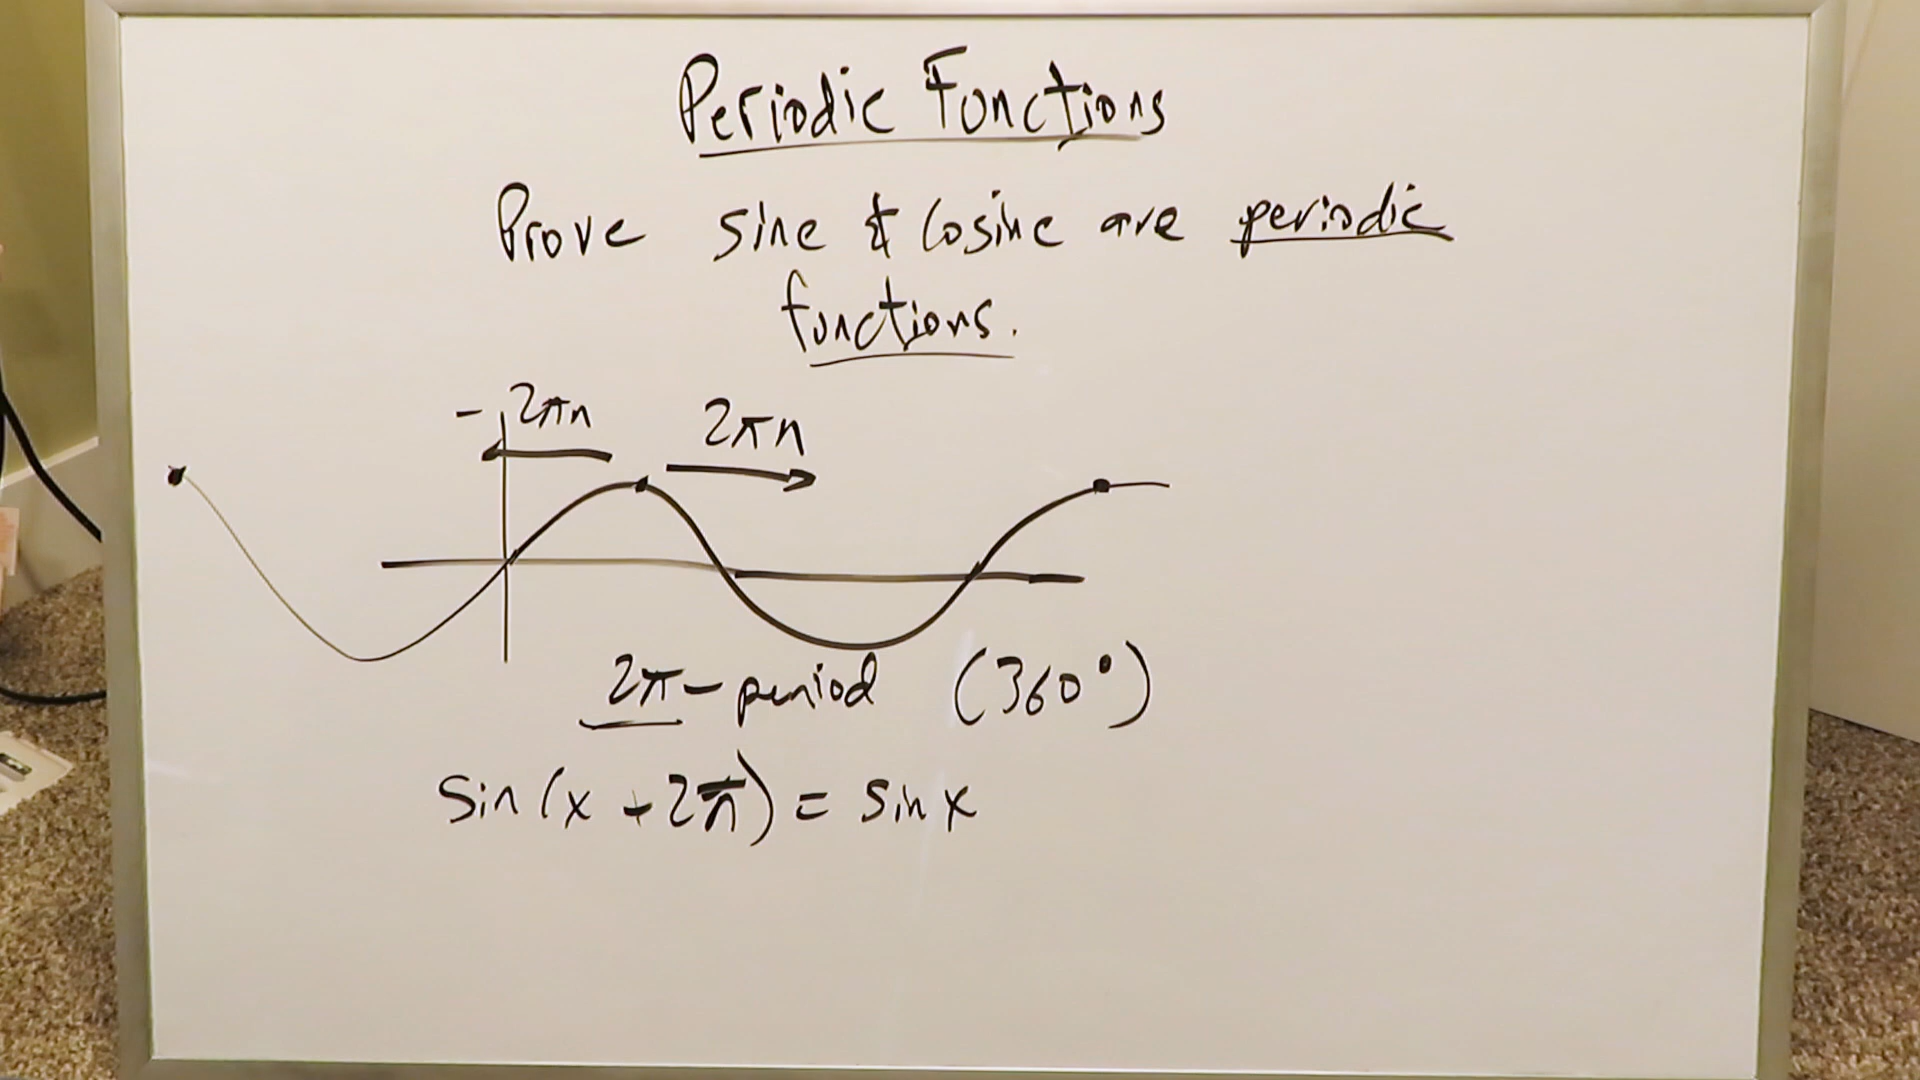 Periodic Functions
Prove sine & cosine are periodic
functions.
-2πn 2πn
2π-period (360°)
sin(x+2π) = sin x